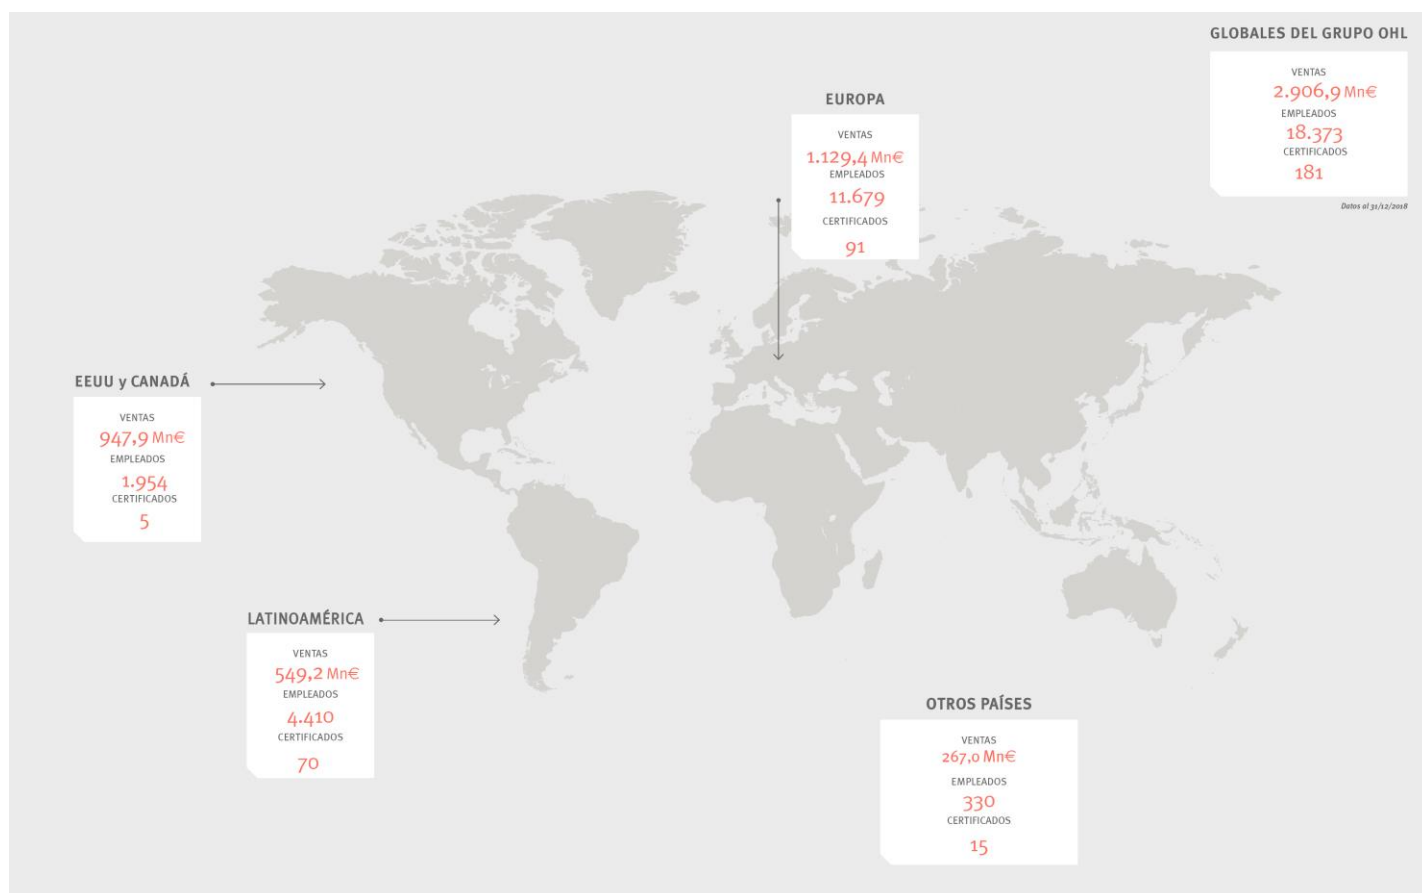 GLOBALES DEL GRUPO OHL
VENTAS
2.906,9 Mn€
EMPLEADOS
18.373
CERTIFICADOS
181
Datos al 31/12/2018
EUROPA
VENTAS
1.129,4 Mn€
EMPLEADOS
11.679
CERTIFICADOS
91
EEUU y CANADÁ
VENTAS
947,9 Mn€
EMPLEADOS
1.954
CERTIFICADOS
5
LATINOAMÉRICA
VENTAS
549,2 Mn€
EMPLEADOS
4.410
CERTIFICADOS
70
OTROS PAÍSES
VENTAS
267,0 Mn€
EMPLEADOS
330
CERTIFICADOS
15